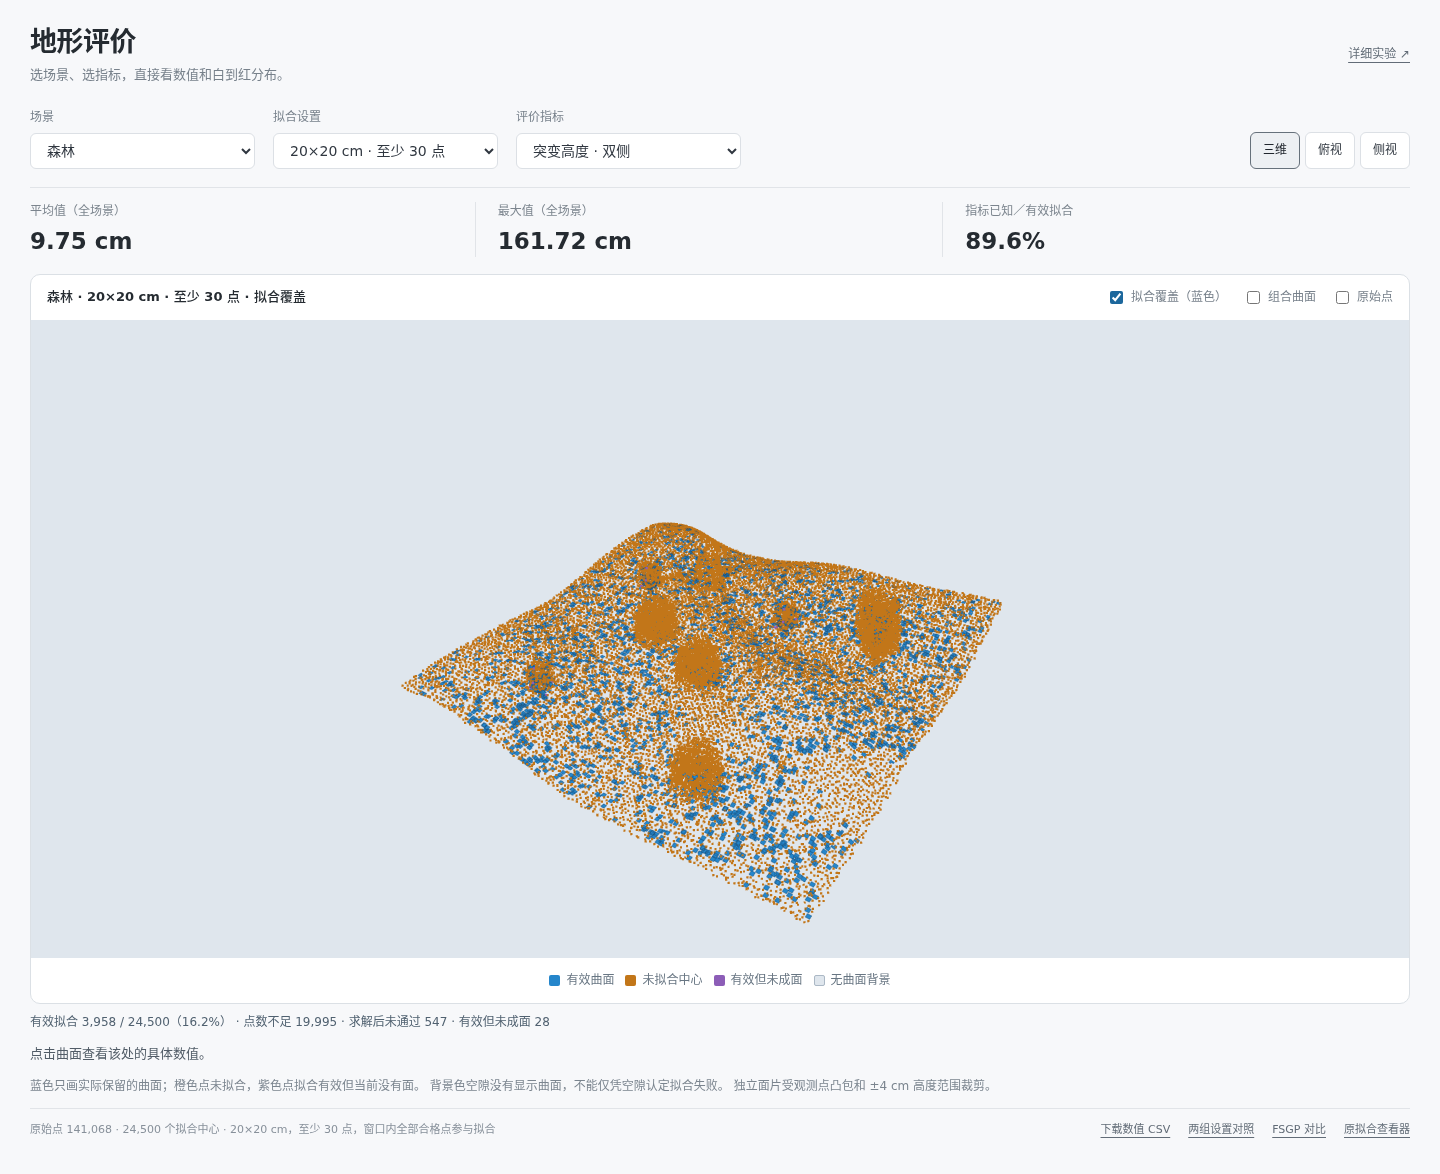 地形评价
选场景、选指标，直接看数值和白到红分布。
详细实验 ↗
场景
拟合设置
评价指标
森林
20×20 cm · 至少 30 点
突变高度 · 双侧
三维
俯视
侧视
平均值（全场景）
最大值（全场景）
指标已知／有效拟合
9.75 cm
161.72 cm
89.6%
森林 · 20×20 cm · 至少 30 点 · 拟合覆盖
拟合覆盖（蓝色）
组合曲面
原始点
有效曲面
未拟合中心
有效但未成面
无曲面背景
有效拟合 3,958 / 24,500（16.2%） · 点数不足 19,995 · 求解后未通过 547 · 有效但未成面 28
点击曲面查看该处的具体数值。
蓝色只画实际保留的曲面；橙色点未拟合，紫色点拟合有效但当前没有面。 背景色空隙没有显示曲面，不能仅凭空隙认定拟合失败。 独立面片受观测点凸包和 ±4 cm 高度范围裁剪。
原始点 141,068 · 24,500 个拟合中心 · 20×20 cm，至少 30 点，窗口内全部合格点参与拟合
下载数值 CSV
两组设置对照
FSGP 对比
原拟合查看器